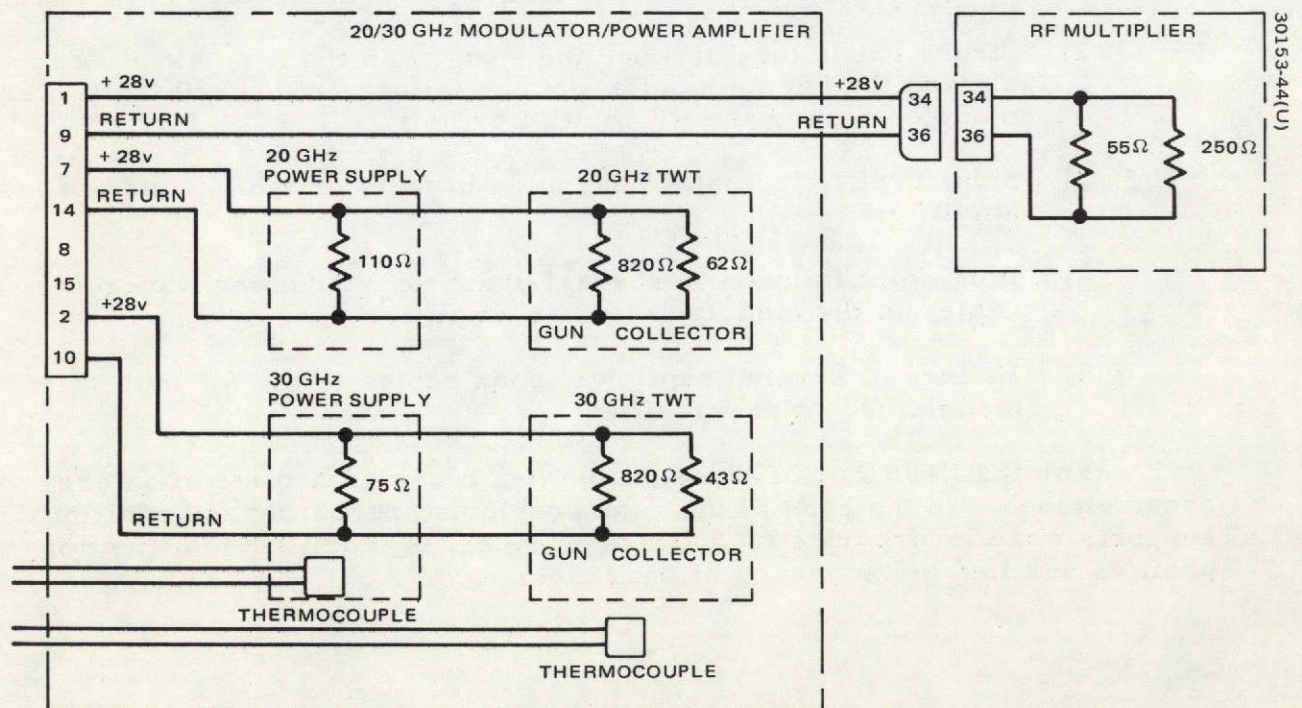 20/30 GHz MODULATOR/POWER AMPLIFIER
RF MULTIPLIER
30153-44(U)
1
+ 28v
+28v
34
34
9
RETURN
RETURN
36
36
55Ω
250Ω
7
+ 28v
20 GHz
POWER SUPPLY
20 GHz TWT
14
RETURN
8
110Ω
820Ω
62Ω
15
2
+28v
GUN
COLLECTOR
10
30 GHz
POWER SUPPLY
30 GHz TWT
75Ω
820Ω
43Ω
RETURN
GUN
COLLECTOR
THERMOCOUPLE
THERMOCOUPLE